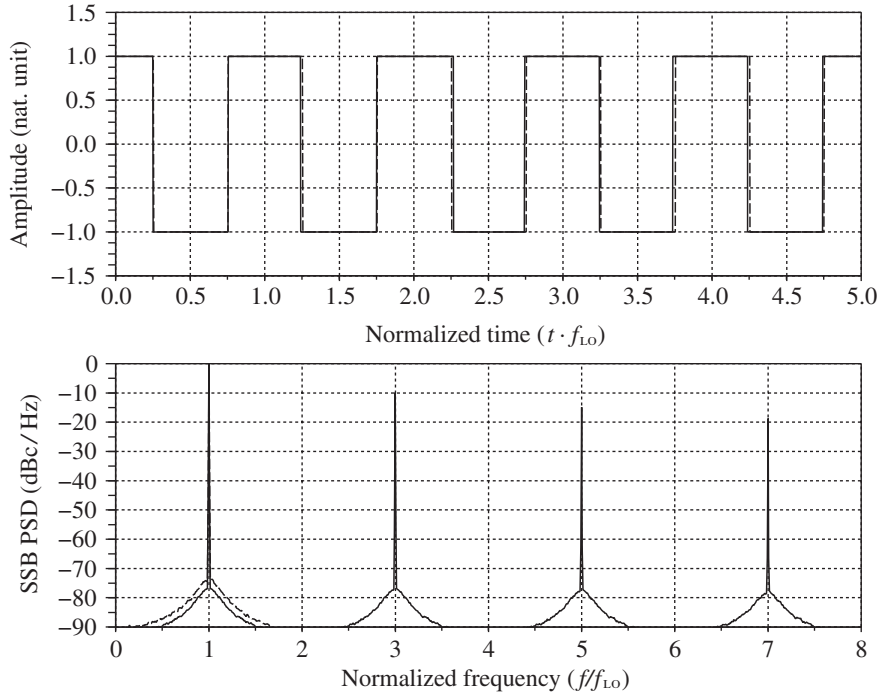 1.5
1.0
0.5
0.0
−0.5
−1.0
−1.5
Amplitude (nat. unit)
0.0 0.5 1.0 1.5 2.0 2.5 3.0 3.5 4.0 4.5 5.0
Normalized time (t · fLO)
0
−10
−20
−30
−40
−50
−60
−70
−80
−90
SSB PSD (dBc / Hz)
0 1 2 3 4 5 6 7 8
Normalized frequency (f/fLO)